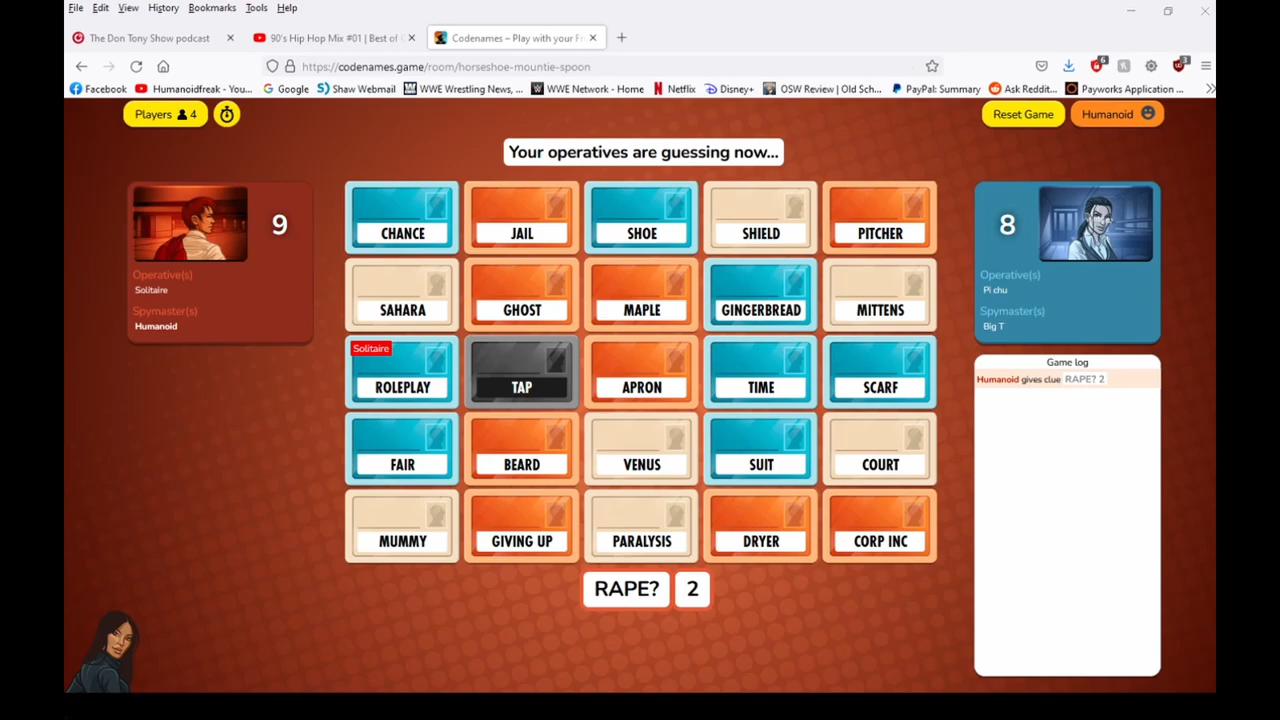 File Edit View History Bookmarks Tools Help
The Don Tony Show podcast
90's Hip Hop Mix #01 | Best of
Codenames – Play with your Fr
https://codenames.game/room/horseshoe-mountie-spoon
6
3
Facebook Humanoidfreak - You... Google Shaw Webmail WWE Wrestling News, ... WWE Network - Home Netflix Disney+ OSW Review | Old Sch... PayPal: Summary Ask Reddit... Payworks Application ...
Players 4
Reset Game Humanoid
Your operatives are guessing now...
9
Operative(s)
Solitaire
Spymaster(s)
Humanoid
CHANCE JAIL SHOE SHIELD PITCHER
SAHARA GHOST MAPLE GINGERBREAD MITTENS
Solitaire
ROLEPLAY TAP APRON TIME SCARF
FAIR BEARD VENUS SUIT COURT
MUMMY GIVING UP PARALYSIS DRYER CORP INC
RAPE? 2
8
Operative(s)
Pi chu
Spymaster(s)
Big T
Game log
Humanoid gives clue RAPE? 2